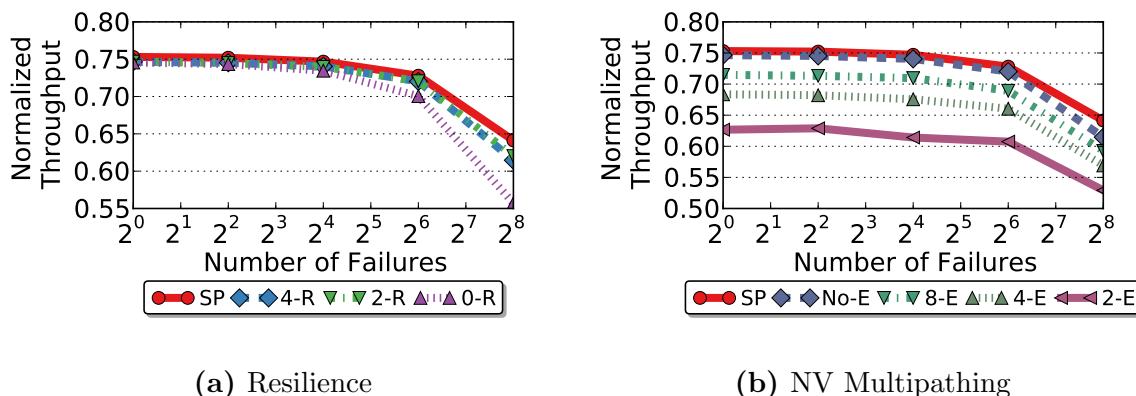 Normalized
Throughput
0.80
0.75
0.70
0.65
0.60
0.55
2^0 2^1 2^2 2^3 2^4 2^5 2^6 2^7 2^8
Number of Failures
SP 4-R 2-R 0-R
(a) Resilience
Normalized
Throughput
0.80
0.75
0.70
0.65
0.60
0.55
0.50
2^0 2^1 2^2 2^3 2^4 2^5 2^6 2^7 2^8
Number of Failures
SP No-E 8-E 4-E 2-E
(b) NV Multipathing